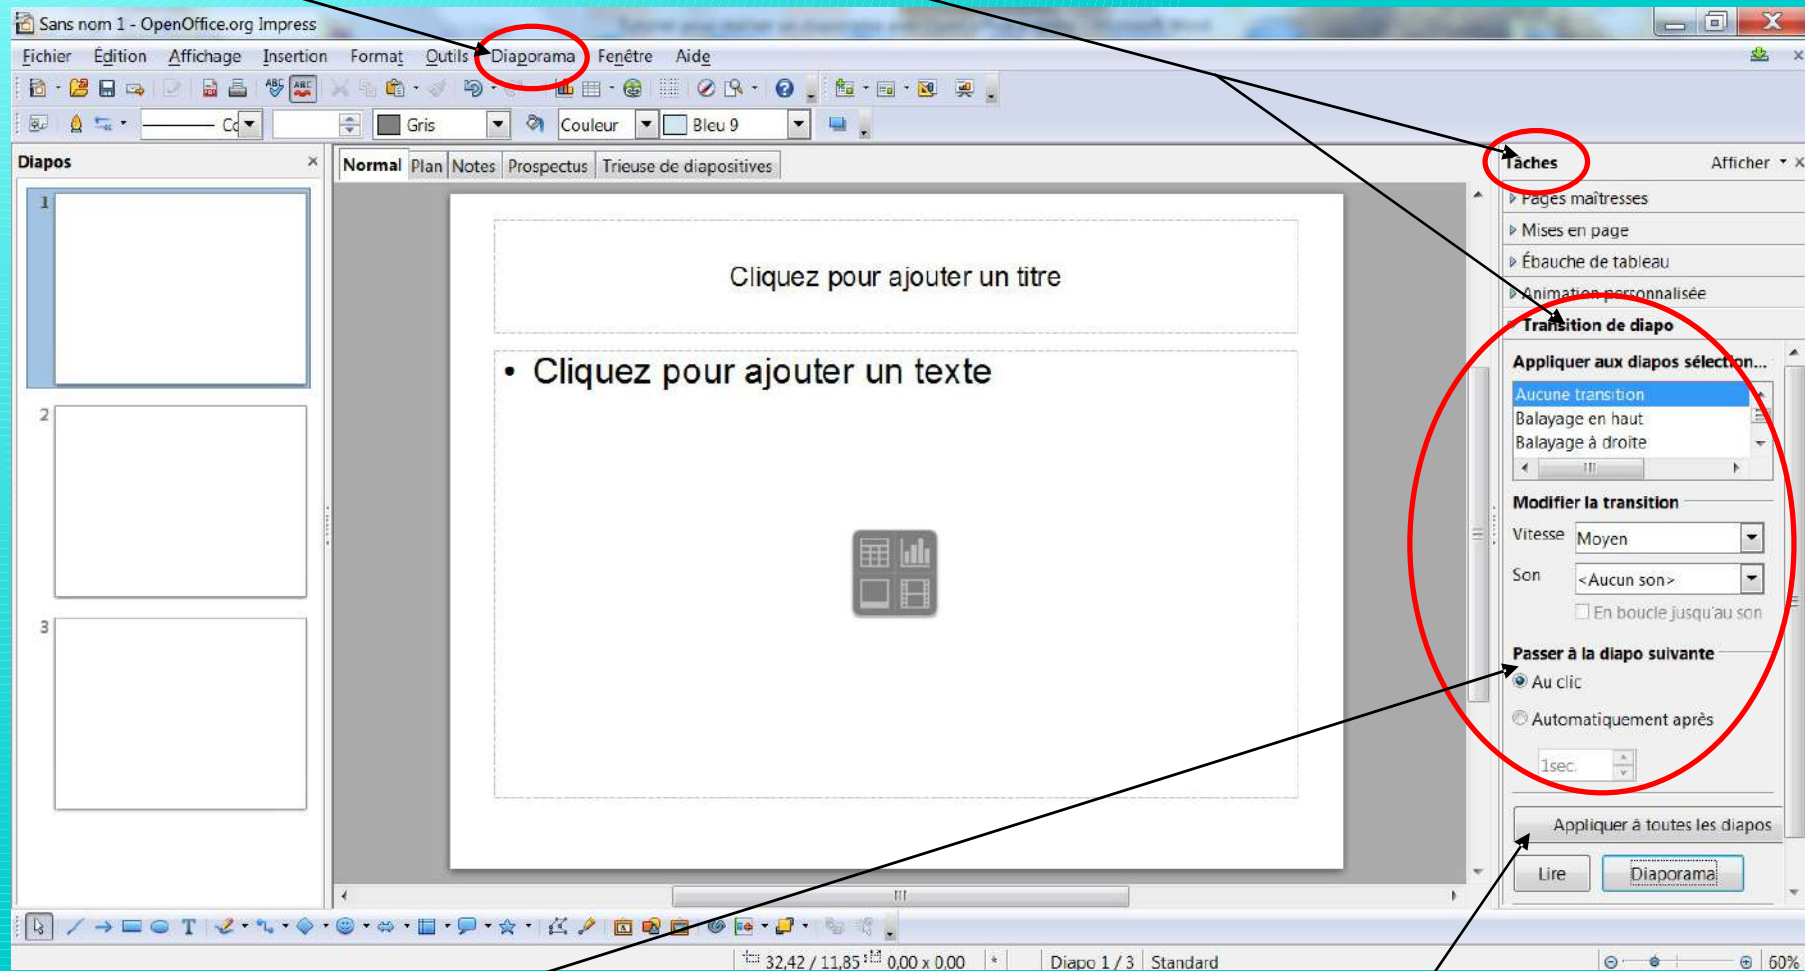 Sans nom 1 - OpenOffice.org Impress
Fichier Édition Affichage Insertion Format Outils Diaporama Fenêtre Aide
Gris Couleur Bleu 9
Diapos
Normal Plan Notes Prospectus Trieuse de diapositives
Tâches Afficher
1
2
3
Cliquez pour ajouter un titre
• Cliquez pour ajouter un texte
Pages maîtresses
Mises en page
Ébauche de tableau
Animation personnalisée
Transition de diapo
Appliquer aux diapos sélection...
Aucune transition
Balayage en haut
Balayage à droite
Modifier la transition
Vitesse Moyen
Son <Aucun son>
En boucle jusqu'au son
Passer à la diapo suivante
Au clic
Automatiquement après
1sec.
Appliquer à toutes les diapos
Lire Diaporama
32,42 / 11,85 0,00 x 0,00 * Diapo 1 / 3 Standard 60%